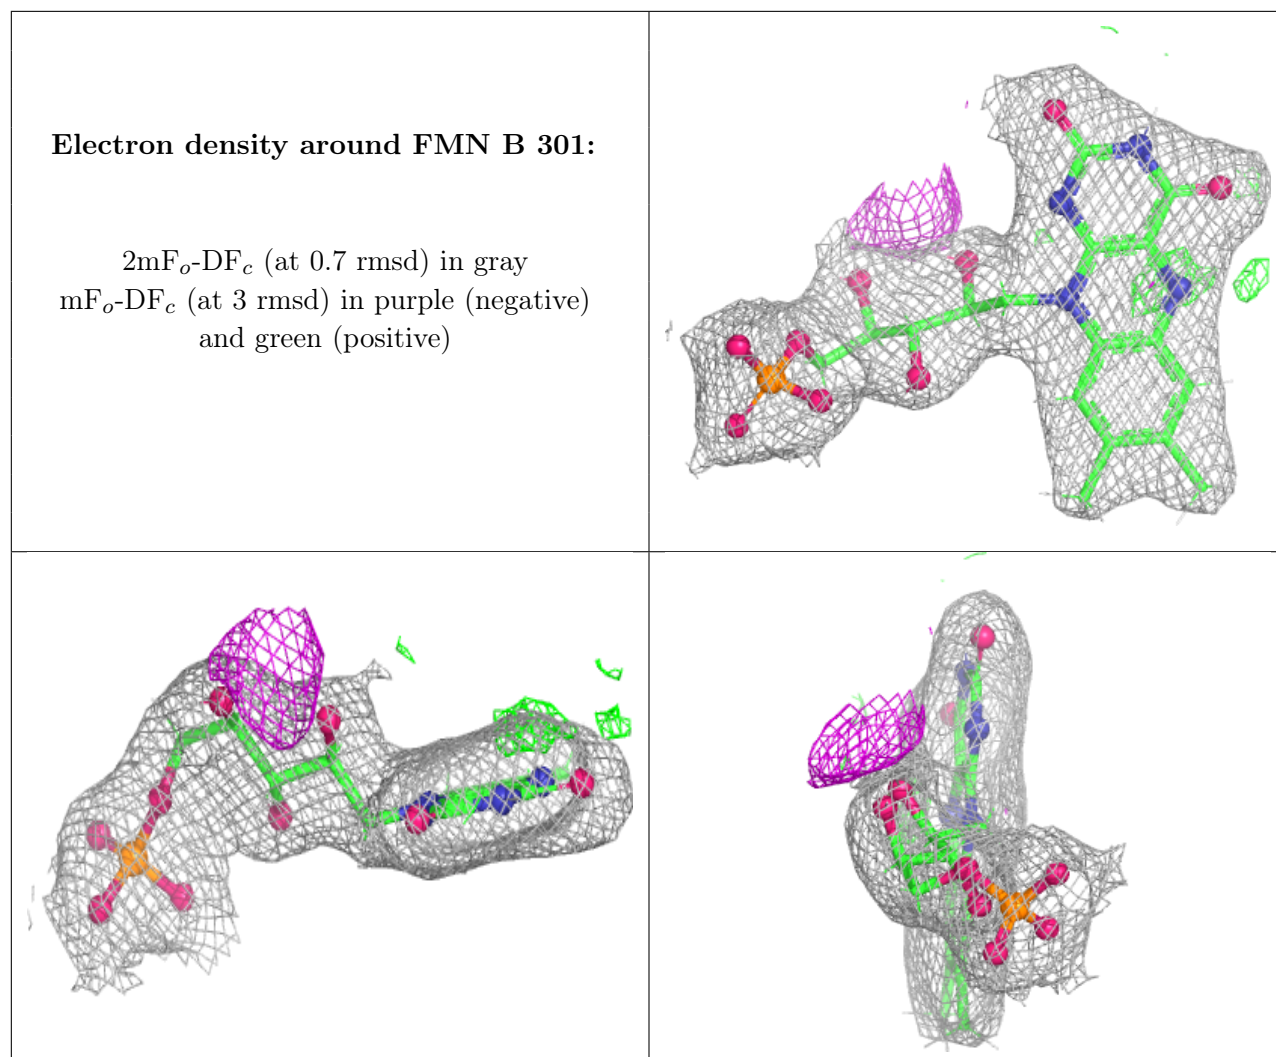 Electron density around FMN B 301:
2mFo-DFc (at 0.7 rmsd) in gray
mFo-DFc (at 3 rmsd) in purple (negative)
and green (positive)